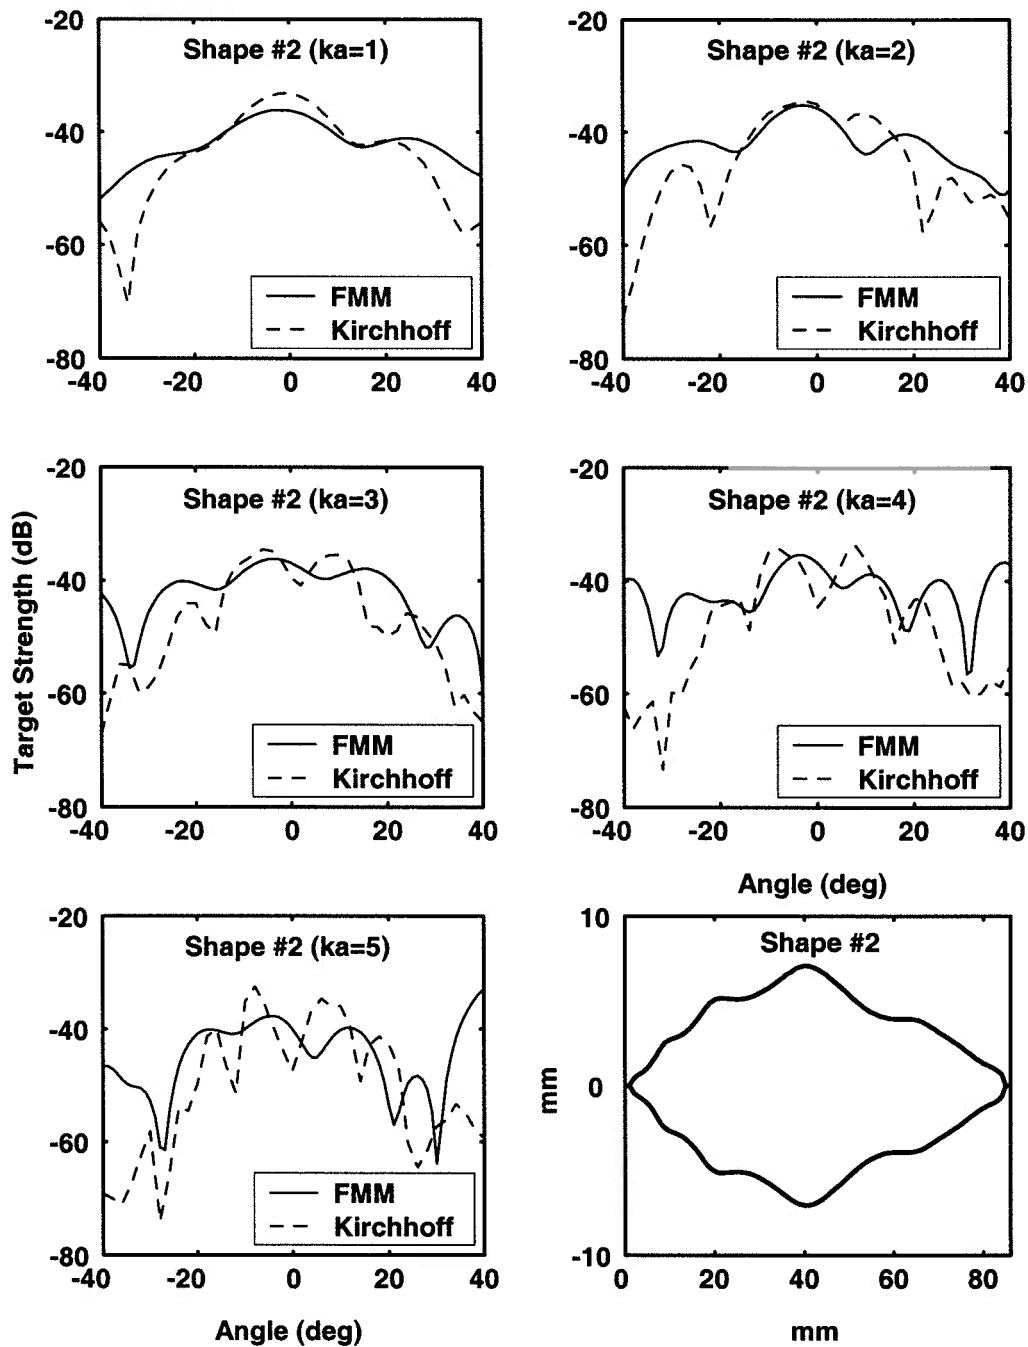 -20
Shape #2 (ka=1)
-40
-60
FMM
Kirchhoff
-80
-40 -20 0 20 40
-20
Shape #2 (ka=2)
-40
-60
FMM
Kirchhoff
-80
-40 -20 0 20 40
Target Strength (dB)
-20
Shape #2 (ka=3)
-40
-60
FMM
Kirchhoff
-80
-40 -20 0 20 40
-20
Shape #2 (ka=4)
-40
-60
FMM
Kirchhoff
-80
-40 -20 0 20 40
Angle (deg)
-20
Shape #2 (ka=5)
-40
-60
FMM
Kirchhoff
-80
-40 -20 0 20 40
Angle (deg)
10
Shape #2
mm
0
-10
0 20 40 60 80
mm